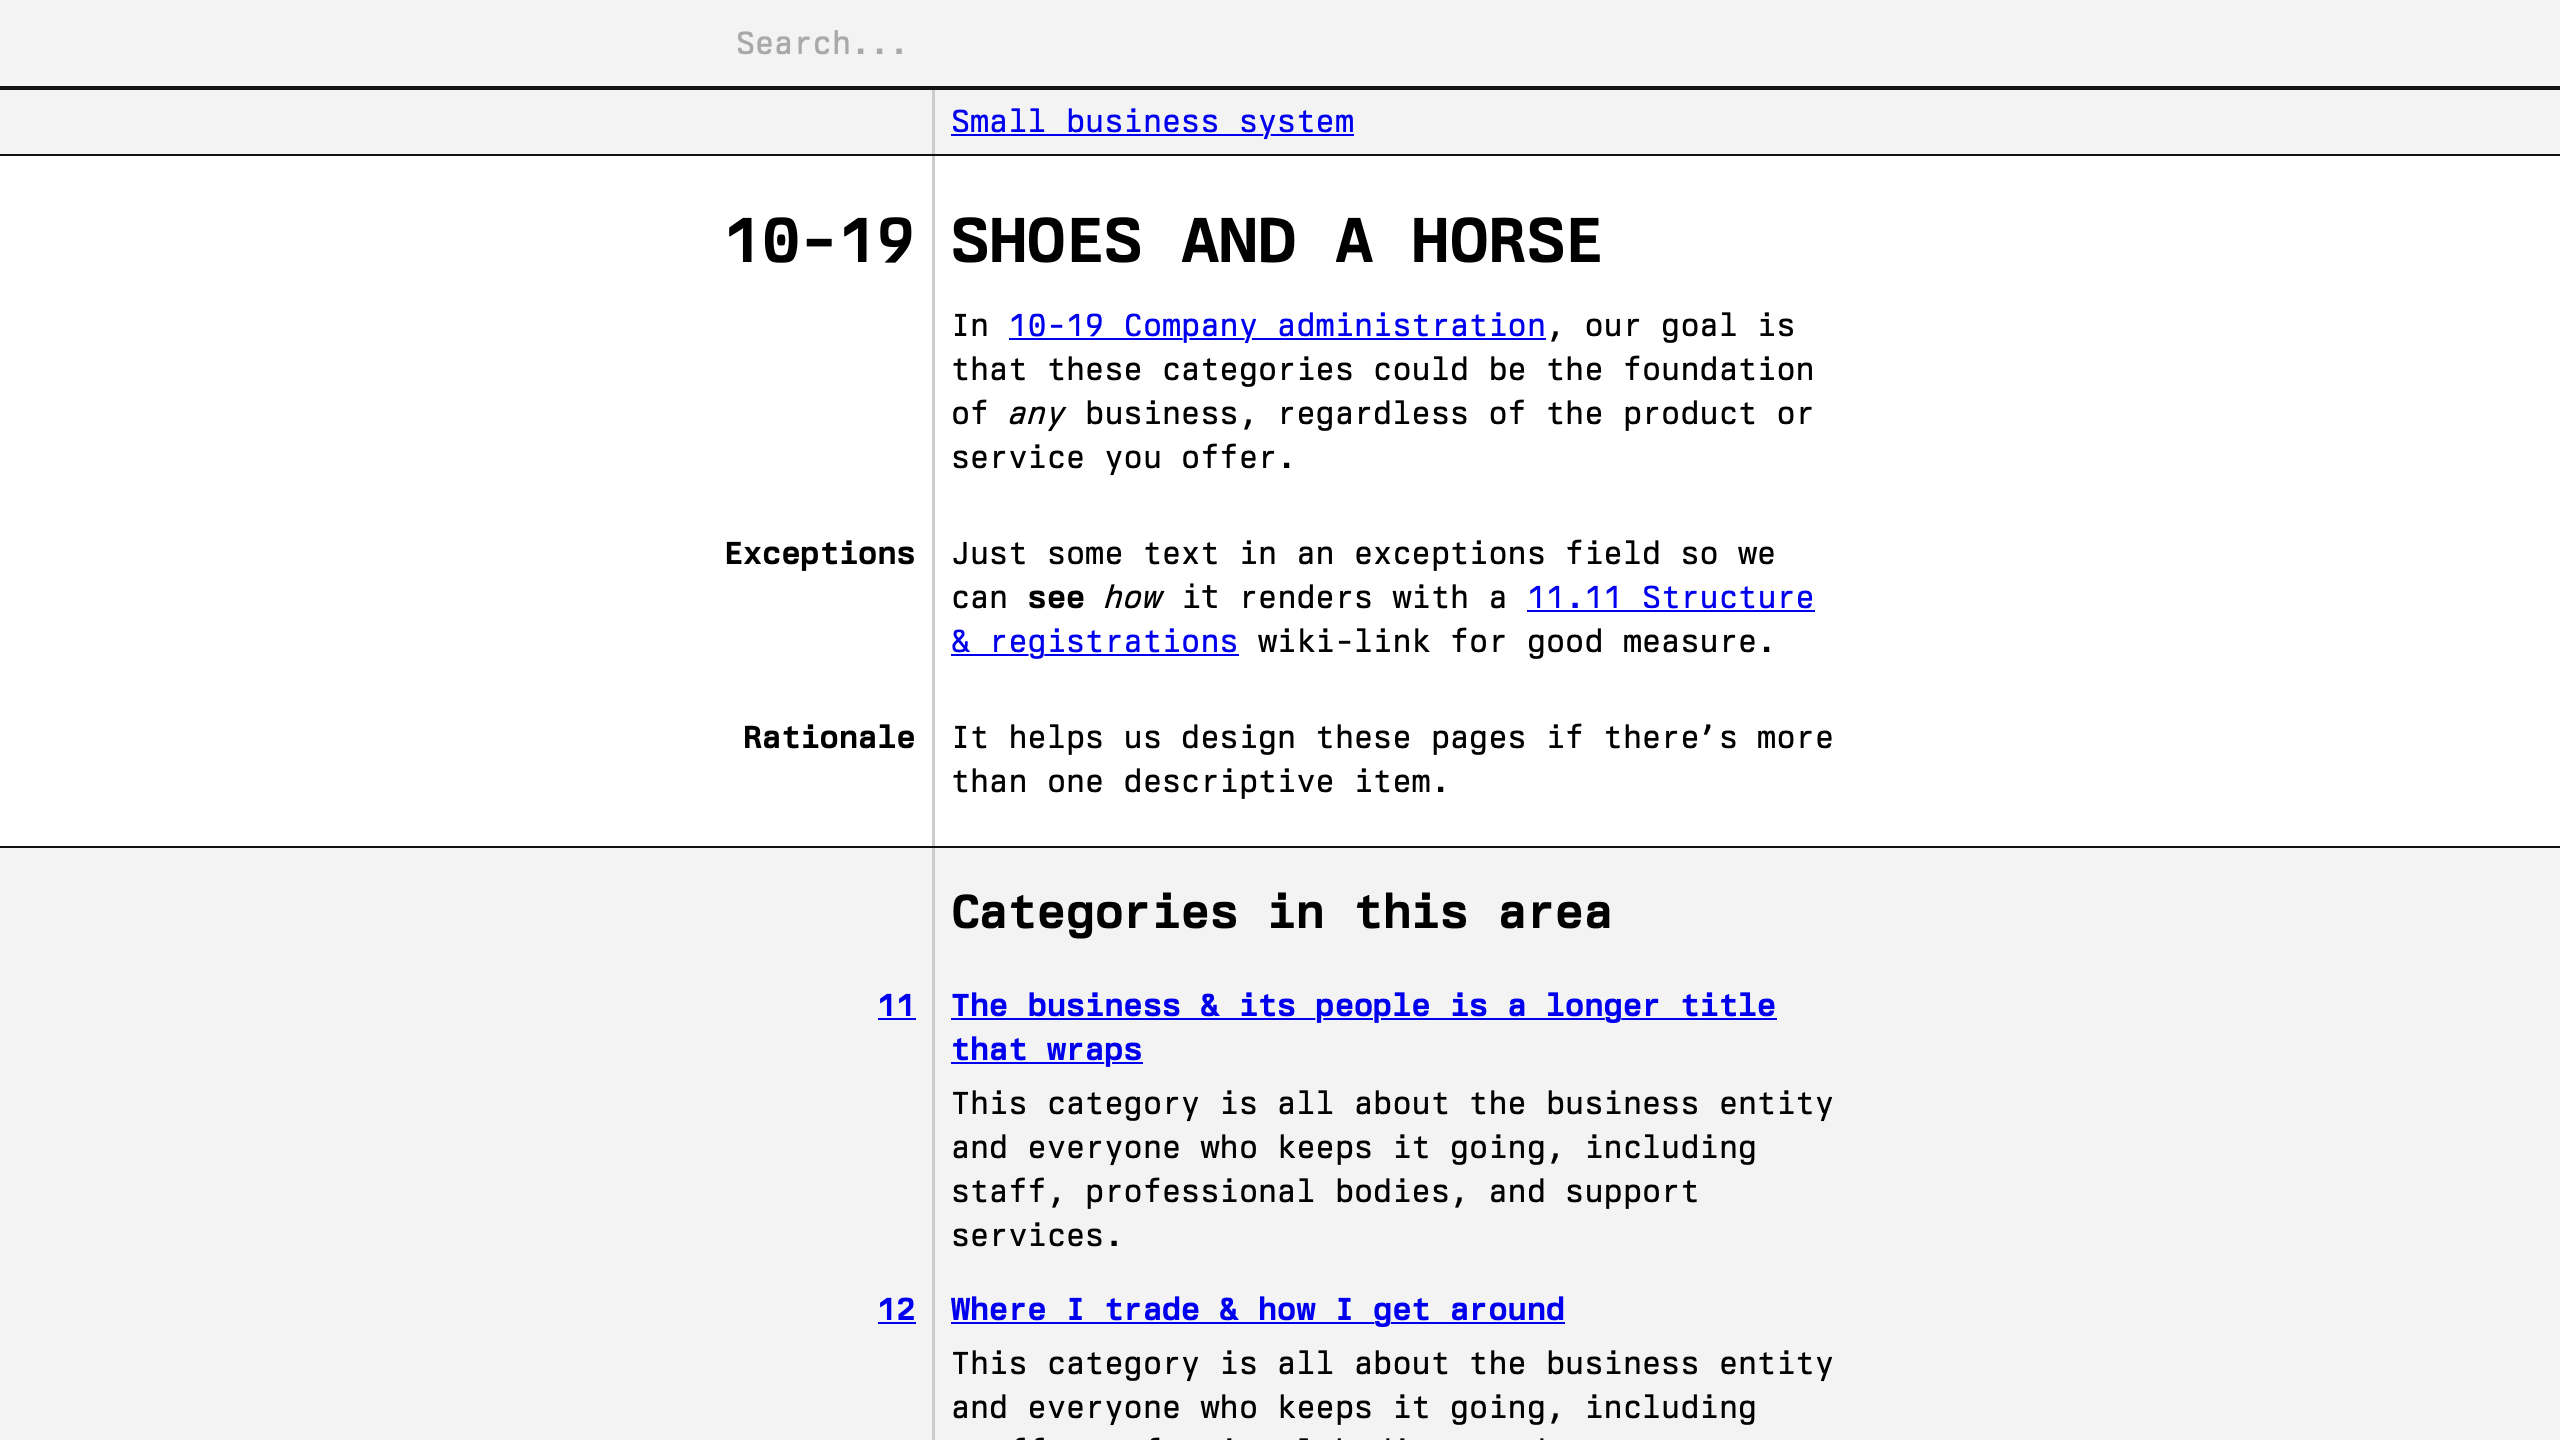 Search...
Small business system
10-19 SHOES AND A HORSE
In 10-19 Company administration, our goal is
that these categories could be the foundation
of any business, regardless of the product or
service you offer.
Exceptions Just some text in an exceptions field so we
can see how it renders with a 11.11 Structure
& registrations wiki-link for good measure.
Rationale It helps us design these pages if there’s more
than one descriptive item.
Categories in this area
11 The business & its people is a longer title
that wraps
This category is all about the business entity
and everyone who keeps it going, including
staff, professional bodies, and support
services.
12 Where I trade & how I get around
This category is all about the business entity
and everyone who keeps it going, including